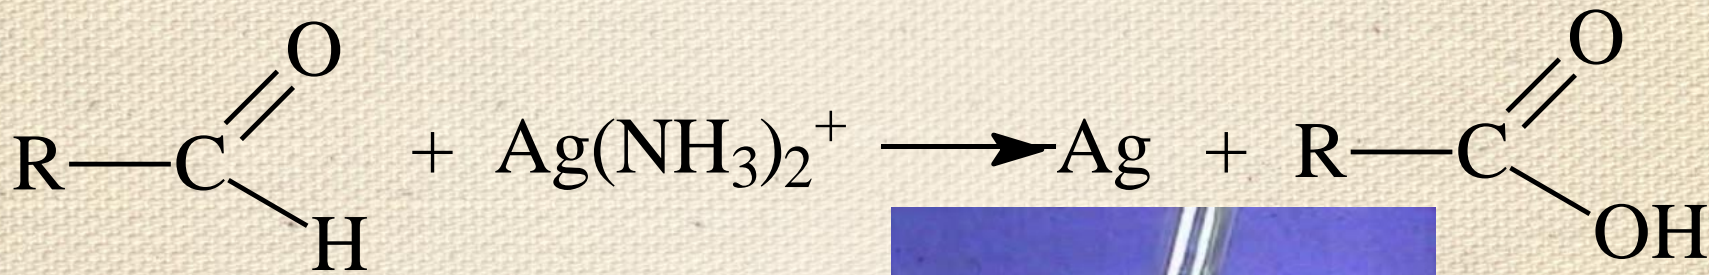 R—C(=O)—H + Ag(NH₃)₂⁺ → Ag + R—C(=O)—OH